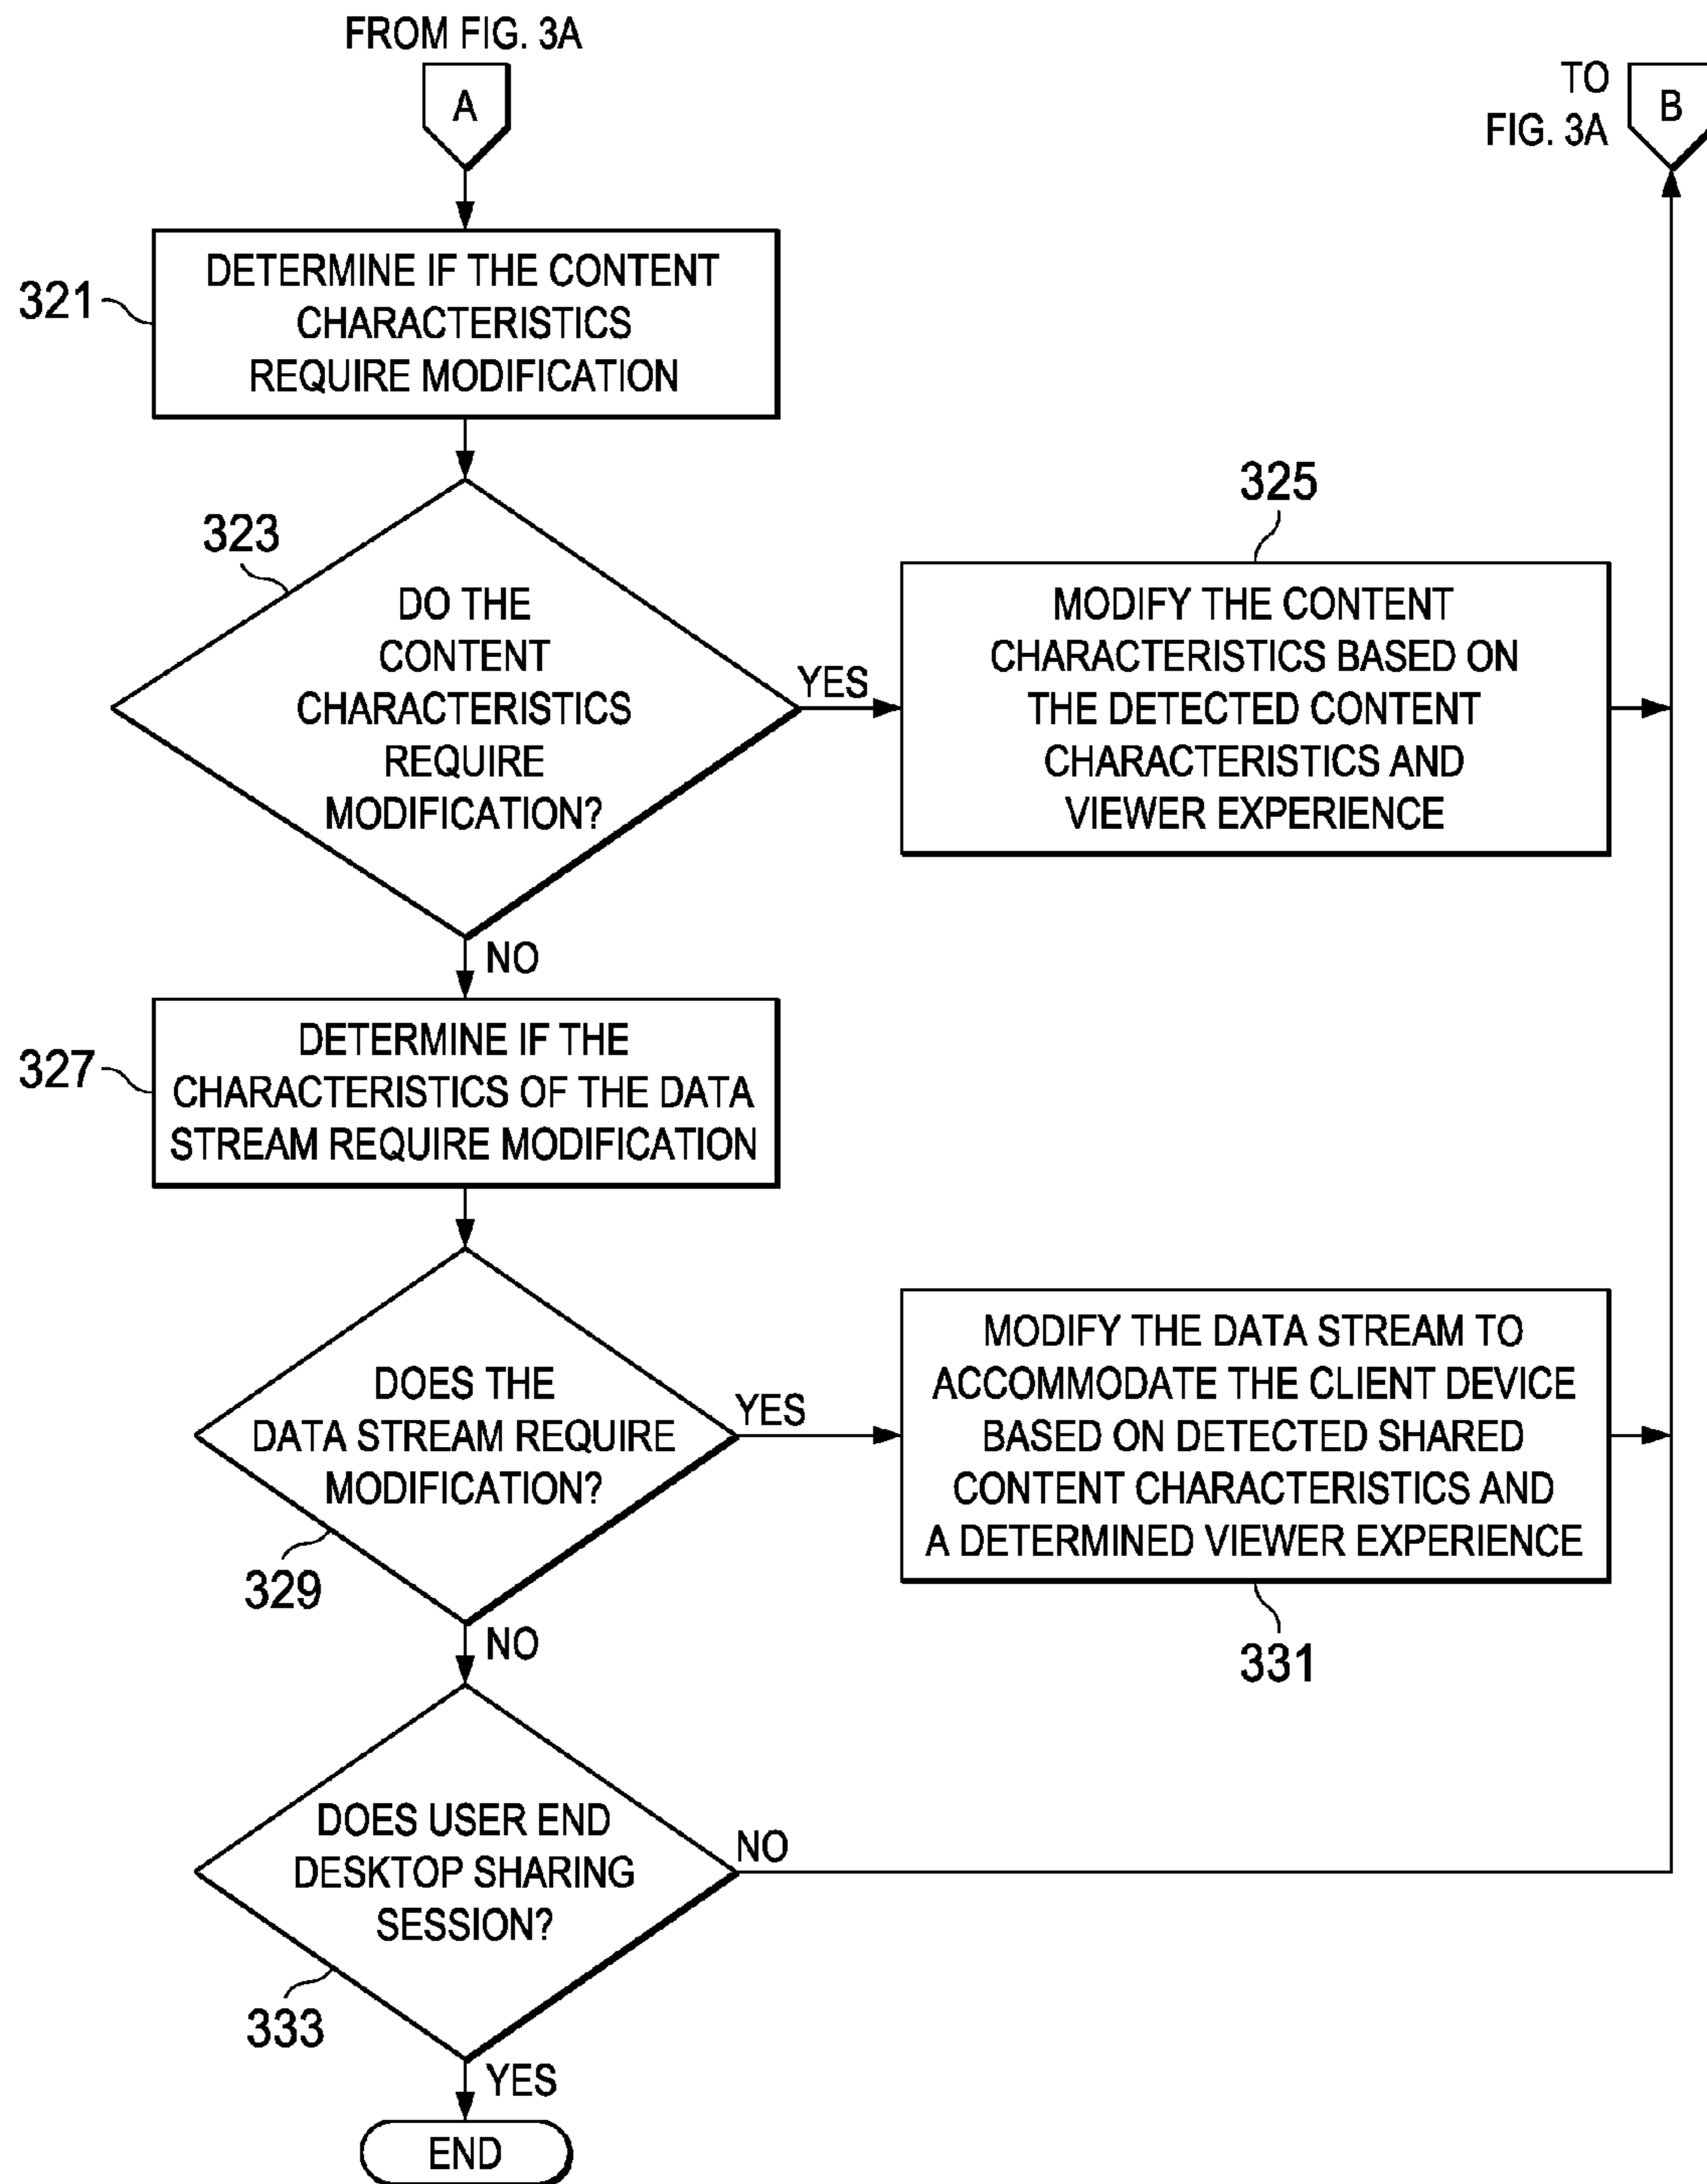 FROM FIG. 3A
A
TO
FIG. 3A
B
321
DETERMINE IF THE CONTENT
CHARACTERISTICS
REQUIRE MODIFICATION
323
DO THE
CONTENT
CHARACTERISTICS
REQUIRE
MODIFICATION?
YES
325
MODIFY THE CONTENT
CHARACTERISTICS BASED ON
THE DETECTED CONTENT
CHARACTERISTICS AND
VIEWER EXPERIENCE
NO
327
DETERMINE IF THE
CHARACTERISTICS OF THE DATA
STREAM REQUIRE MODIFICATION
DOES THE
DATA STREAM REQUIRE
MODIFICATION?
329
YES
MODIFY THE DATA STREAM TO
ACCOMMODATE THE CLIENT DEVICE
BASED ON DETECTED SHARED
CONTENT CHARACTERISTICS AND
A DETERMINED VIEWER EXPERIENCE
331
NO
DOES USER END
DESKTOP SHARING
SESSION?
333
NO
YES
END